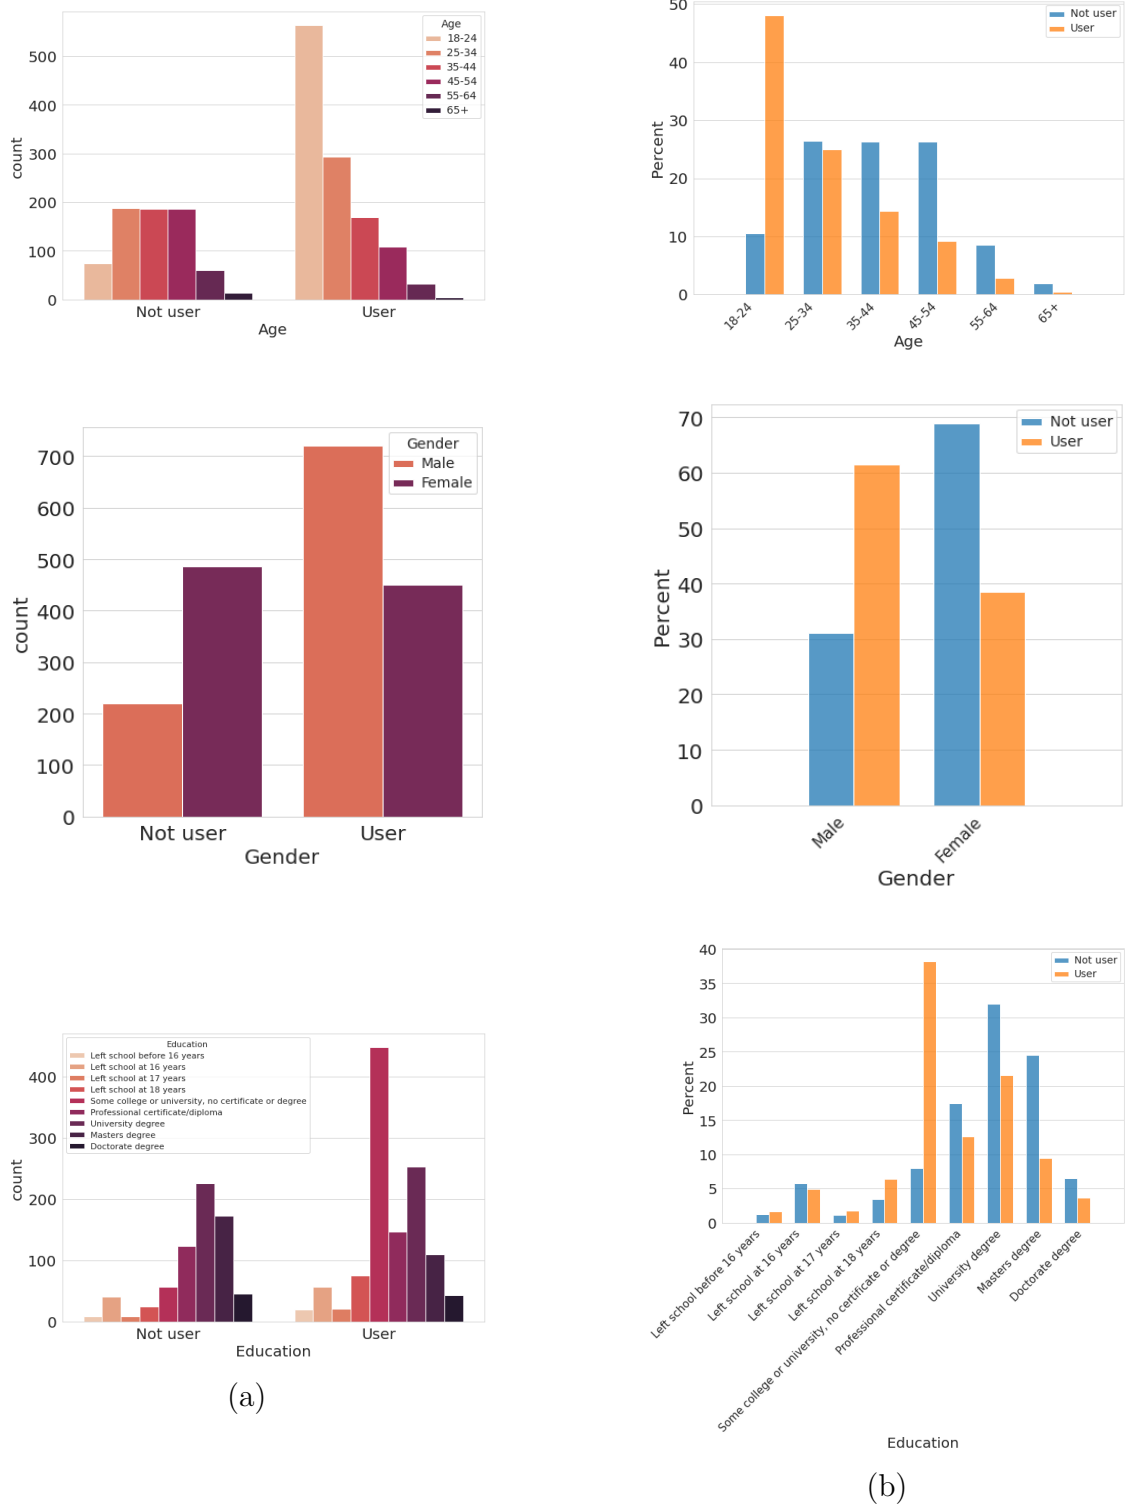 Age
18-24
25-34
35-44
45-54
55-64
65+
500
400
300
200
100
0
count
Not user
User
Age
50
40
30
20
10
0
Percent
Not user
User
18-24
25-34
35-44
45-54
55-64
65+
Age
Gender
Male
Female
700
600
500
400
300
200
100
0
count
Not user
User
Gender
70
60
50
40
30
20
10
0
Percent
Not user
User
Male
Female
Gender
Education
Left school before 16 years
Left school at 16 years
Left school at 17 years
Left school at 18 years
Some college or university, no certificate or degree
Professional certificate/diploma
University degree
Masters degree
Doctorate degree
400
300
200
100
0
count
Not user
User
Education
(a)
40
35
30
25
20
15
10
5
0
Percent
Not user
User
Left school before 16 years
Left school at 16 years
Left school at 17 years
Left school at 18 years
Some college or university, no certificate or degree
Professional certificate/diploma
University degree
Masters degree
Doctorate degree
Education
(b)